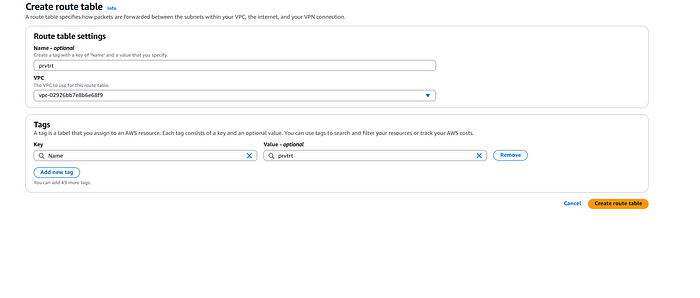 Create route table Info
A route table specifies how packets are forwarded between the subnets within your VPC, the internet, and your VPN connection.
Route table settings
Name - optional
Create a tag with a key of 'Name' and a value that you specify.
prvtrt
VPC
The VPC to use for this route table.
vpc-02926bb7e8b6e68f9
Tags
A tag is a label that you assign to an AWS resource. Each tag consists of a key and an optional value. You can use tags to search and filter your resources or track your AWS costs.
Key
Value - optional
Name
prvtrt
Remove
Add new tag
You can add 49 more tags.
Cancel
Create route table